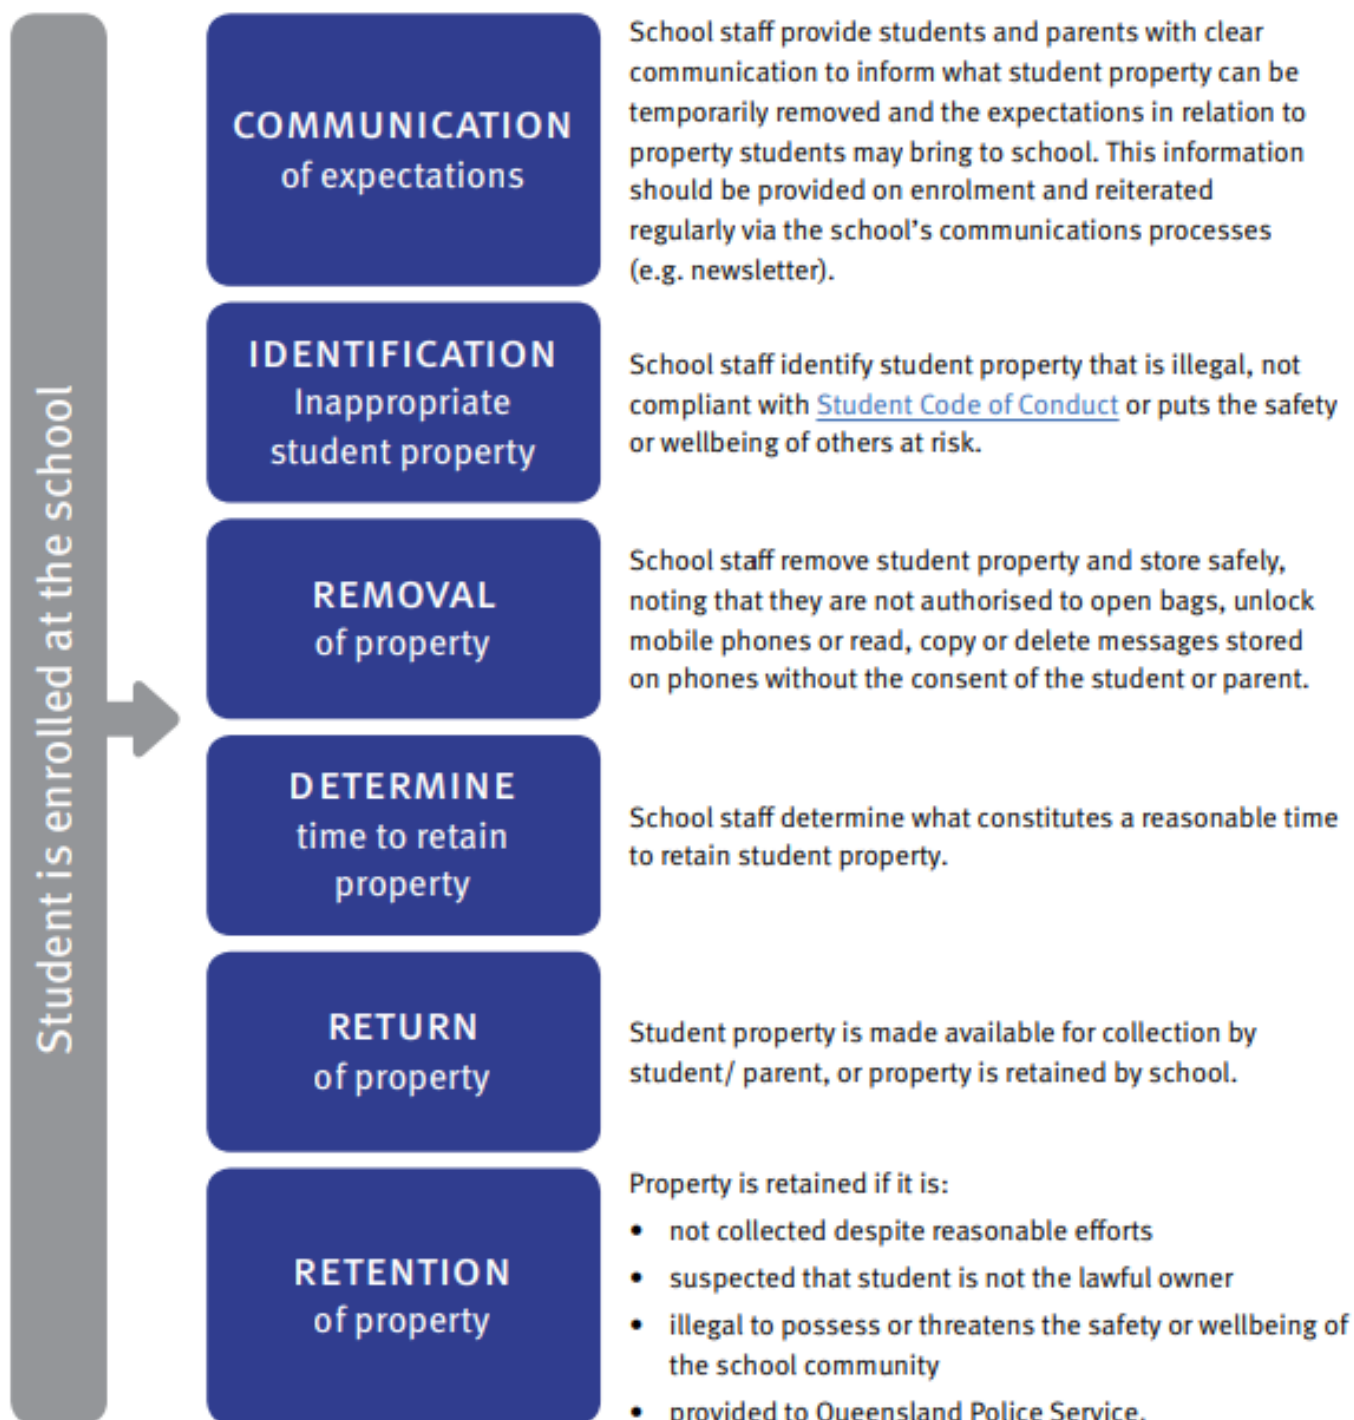 Student is enrolled at the school
COMMUNICATION
of expectations
School staff provide students and parents with clear
communication to inform what student property can be
temporarily removed and the expectations in relation to
property students may bring to school. This information
should be provided on enrolment and reiterated
regularly via the school's communications processes
(e.g. newsletter).
IDENTIFICATION
Inappropriate
student property
School staff identify student property that is illegal, not
compliant with Student Code of Conduct or puts the safety
or wellbeing of others at risk.
REMOVAL
of property
School staff remove student property and store safely,
noting that they are not authorised to open bags, unlock
mobile phones or read, copy or delete messages stored
on phones without the consent of the student or parent.
DETERMINE
time to retain
property
School staff determine what constitutes a reasonable time
to retain student property.
RETURN
of property
Student property is made available for collection by
student/ parent, or property is retained by school.
RETENTION
of property
Property is retained if it is:
• not collected despite reasonable efforts
• suspected that student is not the lawful owner
• illegal to possess or threatens the safety or wellbeing of
the school community
• provided to Queensland Police Service.